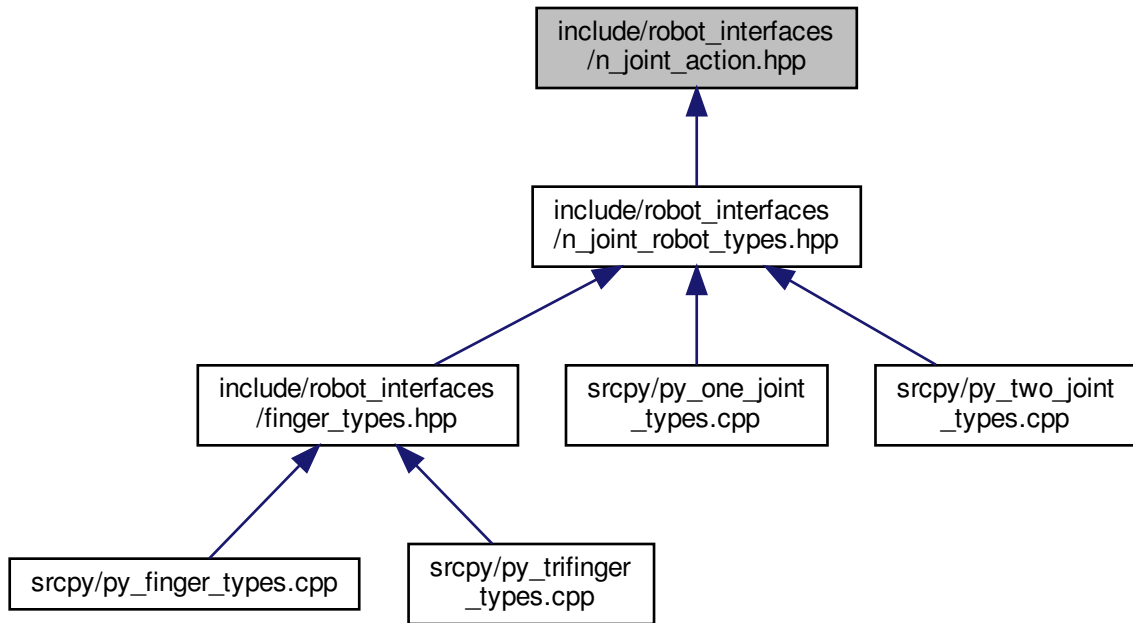 include/robot_interfaces
/n_joint_action.hpp
include/robot_interfaces
/n_joint_robot_types.hpp
include/robot_interfaces
/finger_types.hpp
srcpy/py_one_joint
_types.cpp
srcpy/py_two_joint
_types.cpp
srcpy/py_finger_types.cpp
srcpy/py_trifinger
_types.cpp